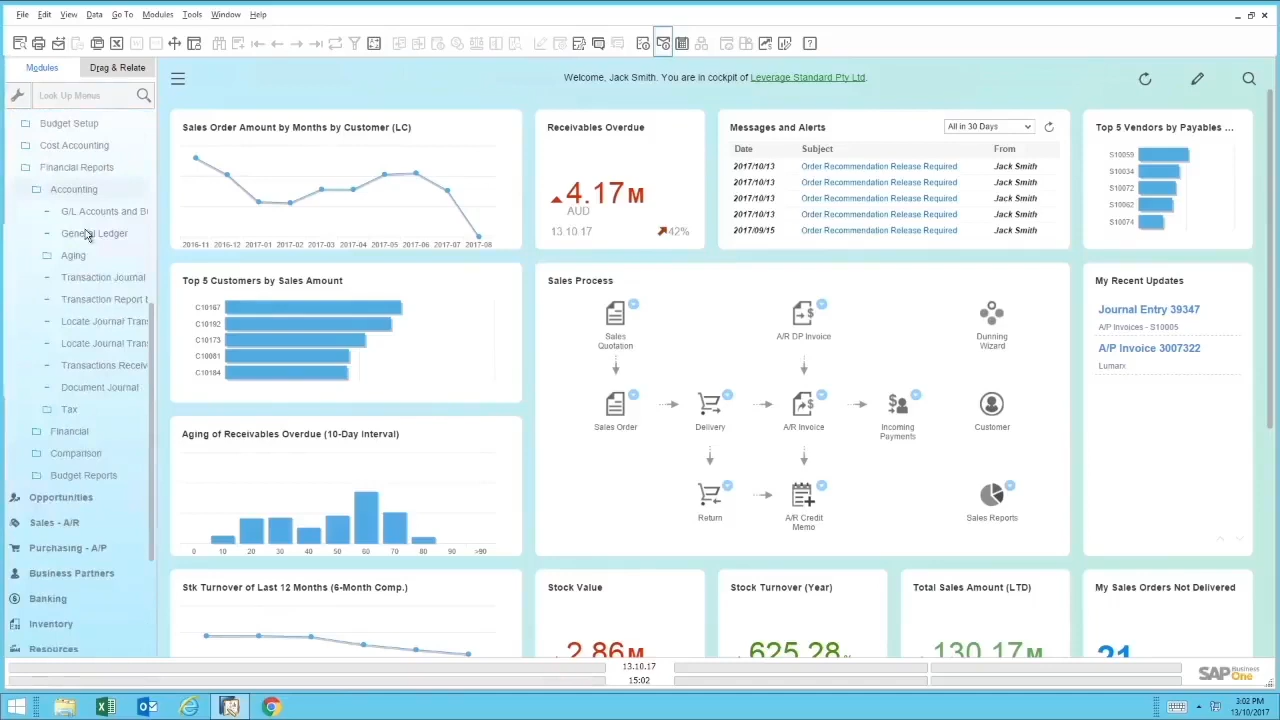 File Edit View Data Go To Modules Tools Window Help
Modules Drag & Relate
Look Up Menus
Budget Setup
Cost Accounting
Financial Reports
Accounting
G/L Accounts and Bu
General Ledger
Aging
Transaction Journal
Transaction Report b
Locate Journal Trans
Locate Journal Trans
Transactions Receiv
Document Journal
Tax
Financial
Comparison
Budget Reports
Opportunities
Sales - A/R
Purchasing - A/P
Business Partners
Banking
Inventory
Resources
Welcome, Jack Smith. You are in cockpit of Leverage Standard Pty Ltd.
Sales Order Amount by Months by Customer (LC)
2016-11 2016-12 2017-01 2017-02 2017-03 2017-04 2017-05 2017-06 2017-07 2017-08
Receivables Overdue
4.17 M
AUD
13.10.17 42%
Messages and Alerts All in 30 Days
Date Subject From
2017/10/13 Order Recommendation Release Required Jack Smith
2017/10/13 Order Recommendation Release Required Jack Smith
2017/10/13 Order Recommendation Release Required Jack Smith
2017/10/13 Order Recommendation Release Required Jack Smith
2017/09/15 Order Recommendation Release Required Jack Smith
Top 5 Vendors by Payables ...
S10059
S10034
S10072
S10062
S10074
Top 5 Customers by Sales Amount
C10167
C10192
C10173
C10081
C10184
Sales Process
Sales
Quotation
A/R DP Invoice
Dunning
Wizard
Sales Order
Delivery
A/R Invoice
Incoming
Payments
Customer
Return
A/R Credit
Memo
Sales Reports
My Recent Updates
Journal Entry 39347
A/P Invoices - S10005
A/P Invoice 3007322
Lumarx
Aging of Receivables Overdue (10-Day Interval)
0 10 20 30 40 50 60 70 80 90 >90
Stk Turnover of Last 12 Months (6-Month Comp.)
Stock Value
2.86 M
Stock Turnover (Year)
625.28 %
Total Sales Amount (LTD)
130.17 M
My Sales Orders Not Delivered
21
13.10.17
15:02
SAP Business One
3:02 PM
13/10/2017